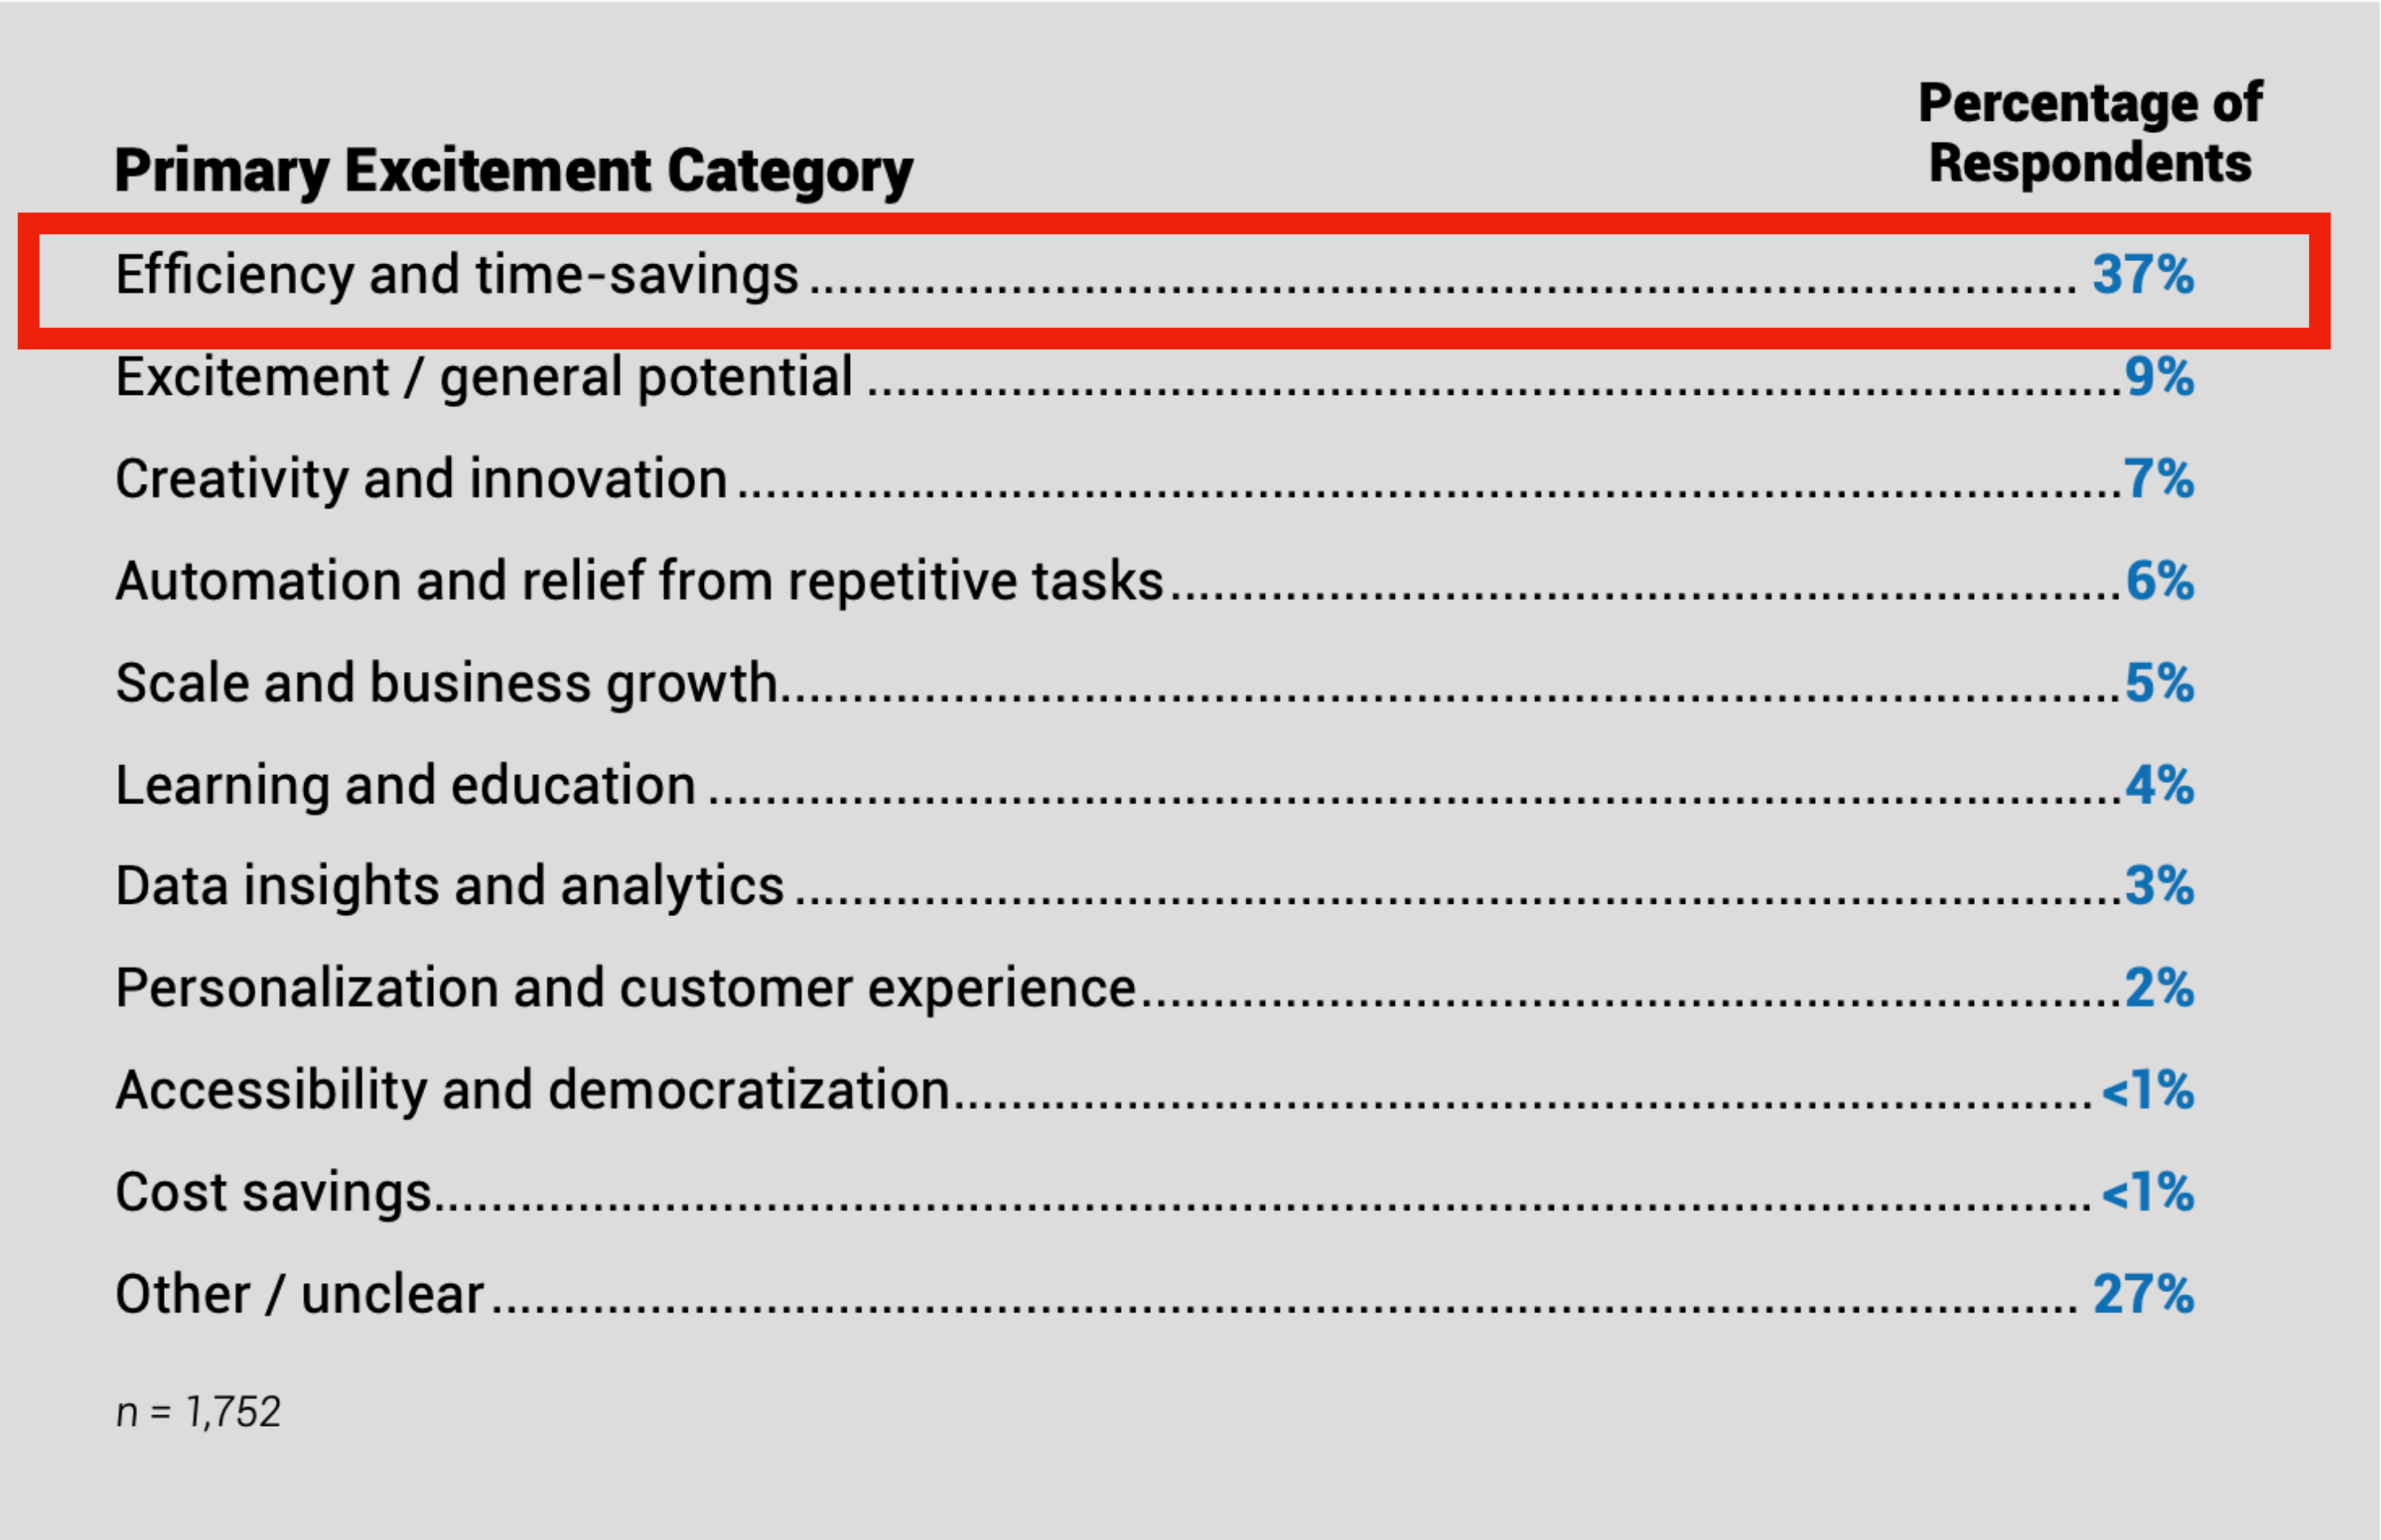 Percentage of
Respondents
Primary Excitement Category
Efficiency and time-savings 37%
Excitement / general potential 9%
Creativity and innovation 7%
Automation and relief from repetitive tasks 6%
Scale and business growth 5%
Learning and education 4%
Data insights and analytics 3%
Personalization and customer experience 2%
Accessibility and democratization <1%
Cost savings <1%
Other / unclear 27%
n = 1,752